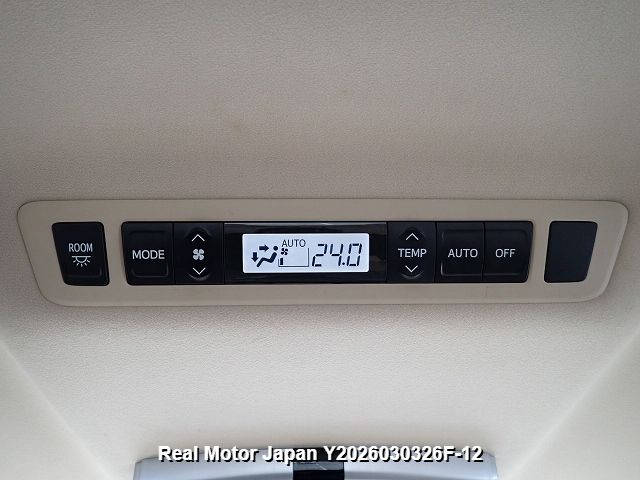 ROOM
MODE
AUTO
24.0
TEMP
AUTO
OFF
Real Motor Japan Y2026030326F-12